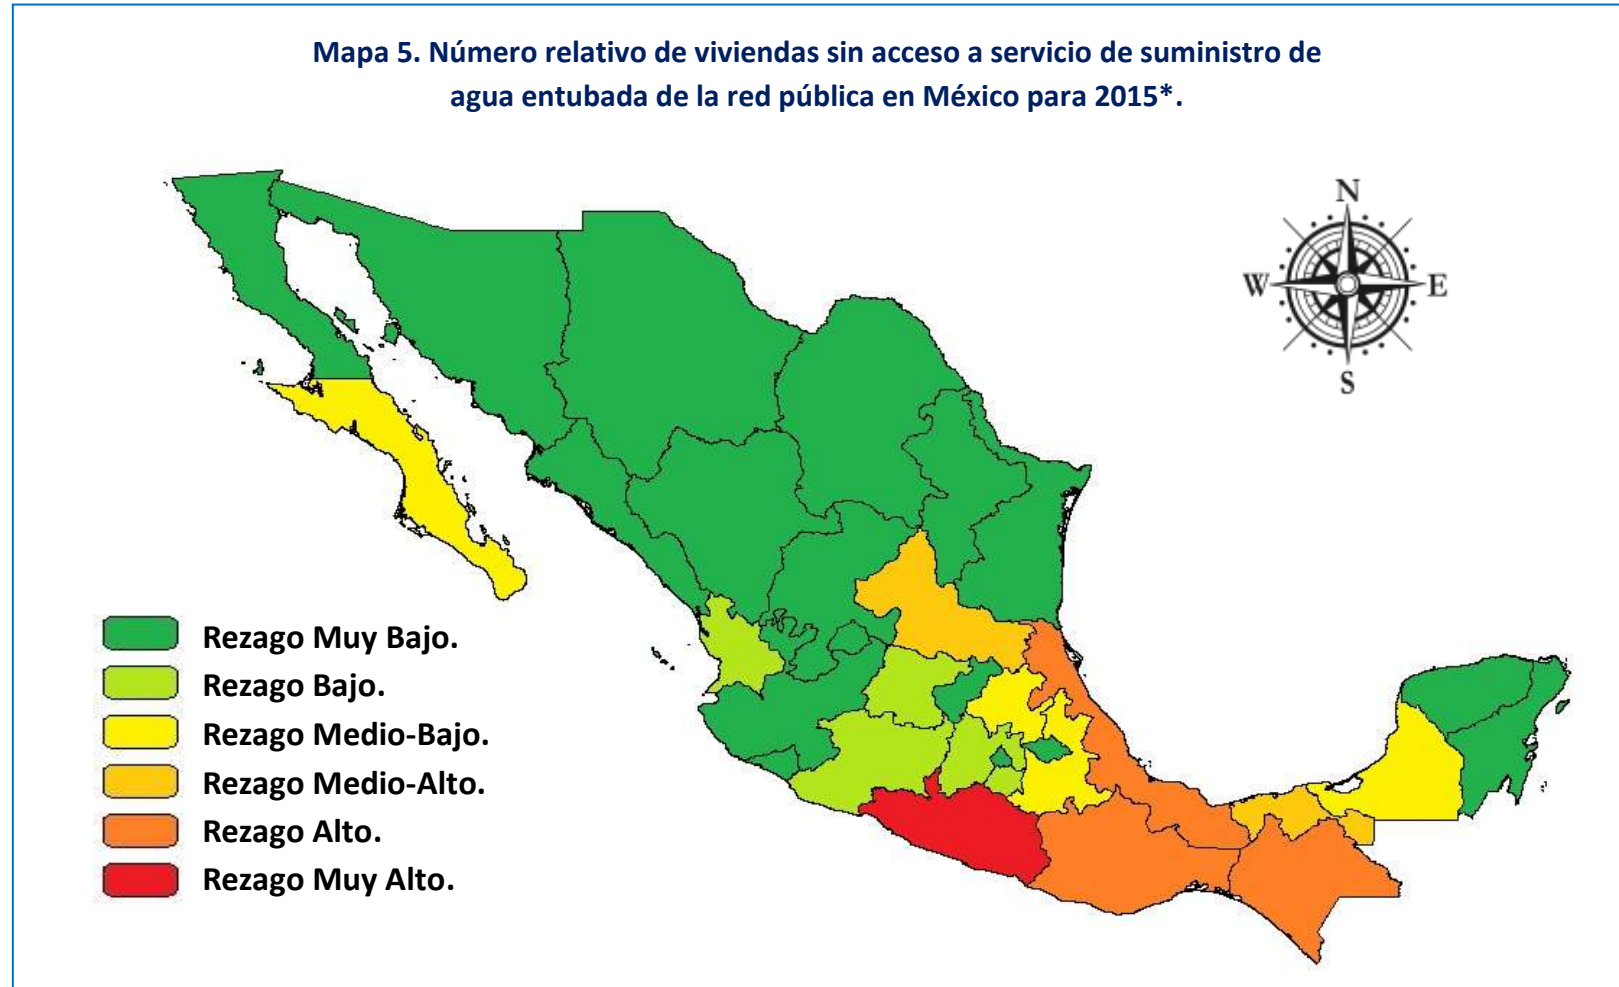 Mapa 5. Número relativo de viviendas sin acceso a servicio de suministro de
agua entubada de la red pública en México para 2015*.
N
W
E
S
Rezago Muy Bajo.
Rezago Bajo.
Rezago Medio-Bajo.
Rezago Medio-Alto.
Rezago Alto.
Rezago Muy Alto.